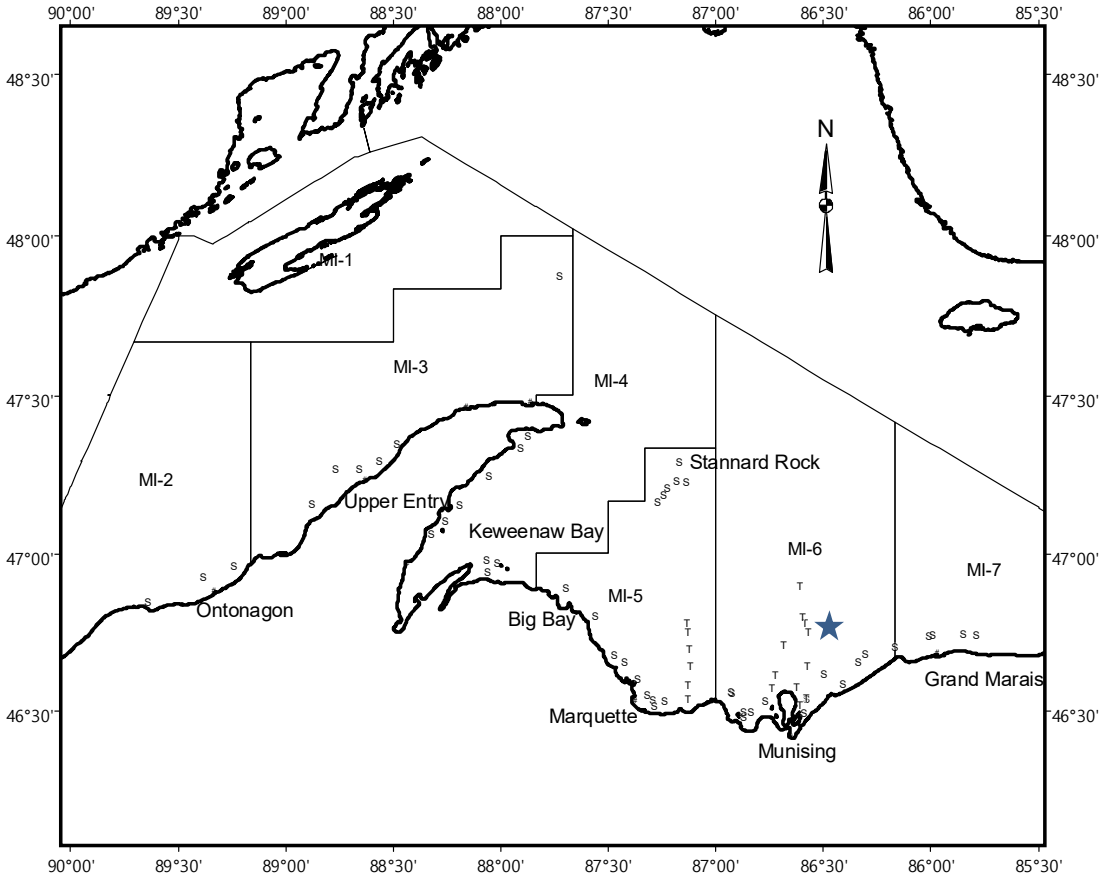 90°00' 89°30' 89°00' 88°30' 88°00' 87°30' 87°00' 86°30' 86°00' 85°30'
48°30' 48°30'
N
48°00' 48°00'
MI-1
S
MI-3
MI-4
47°30' 47°30'
S
S
S
S
S S S
S
Stannard Rock
MI-2
S
S S
S
S
S
S
Upper Entry
S
S
S
Keweenaw Bay
S
47°00' 47°00'
MI-6
S
S
S
S
S
MI-7
S
T
S
MI-5
S
Ontonagon
Big Bay
S
T
T
T
T
T
S S
S S
T
S
T
S
S
S
T
T
S
T
S
Grand Marais
S
T
T
T
S
S
S
S
S
S
T
S
T
46°30' 46°30'
Marquette
S
S
S
Munising
90°00' 89°30' 89°00' 88°30' 88°00' 87°30' 87°00' 86°30' 86°00' 85°30'